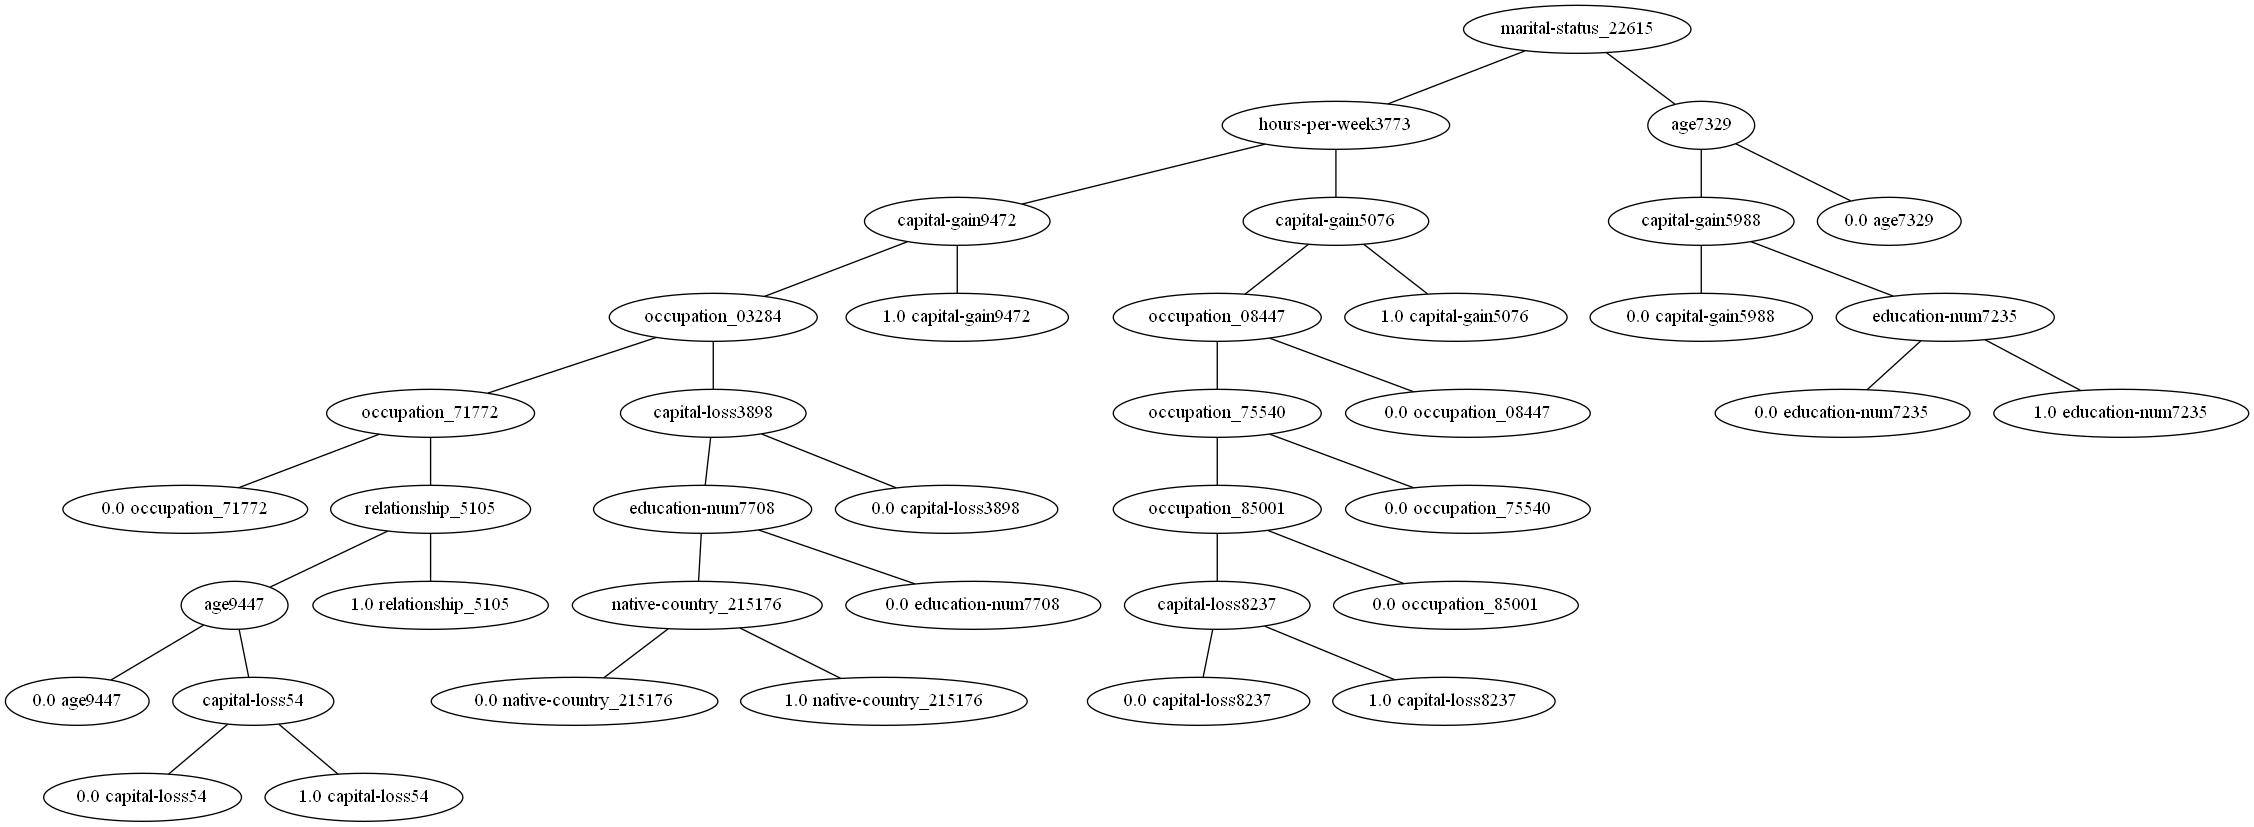 marital-status_22615
hours-per-week3773
age7329
capital-gain9472
capital-gain5076
capital-gain5988
0.0 age7329
occupation_03284
1.0 capital-gain9472
occupation_08447
1.0 capital-gain5076
0.0 capital-gain5988
education-num7235
occupation_71772
capital-loss3898
occupation_75540
0.0 occupation_08447
0.0 education-num7235
1.0 education-num7235
0.0 occupation_71772
relationship_5105
education-num7708
0.0 capital-loss3898
occupation_85001
0.0 occupation_75540
age9447
1.0 relationship_5105
native-country_215176
0.0 education-num7708
capital-loss8237
0.0 occupation_85001
0.0 age9447
capital-loss54
0.0 native-country_215176
1.0 native-country_215176
0.0 capital-loss8237
1.0 capital-loss8237
0.0 capital-loss54
1.0 capital-loss54